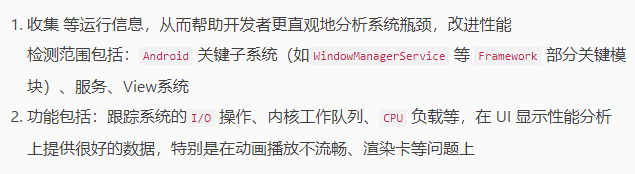 1. 收集 等运行信息，从而帮助开发者更直观地分析系统瓶颈，改进性能
检测范围包括：Android 关键子系统（如 WindowManagerService 等 Framework 部分关键模
块）、服务、View系统
2. 功能包括：跟踪系统的 I/O 操作、内核工作队列、CPU 负载等，在 UI 显示性能分析
上提供很好的数据，特别是在动画播放不流畅、渲染卡等问题上